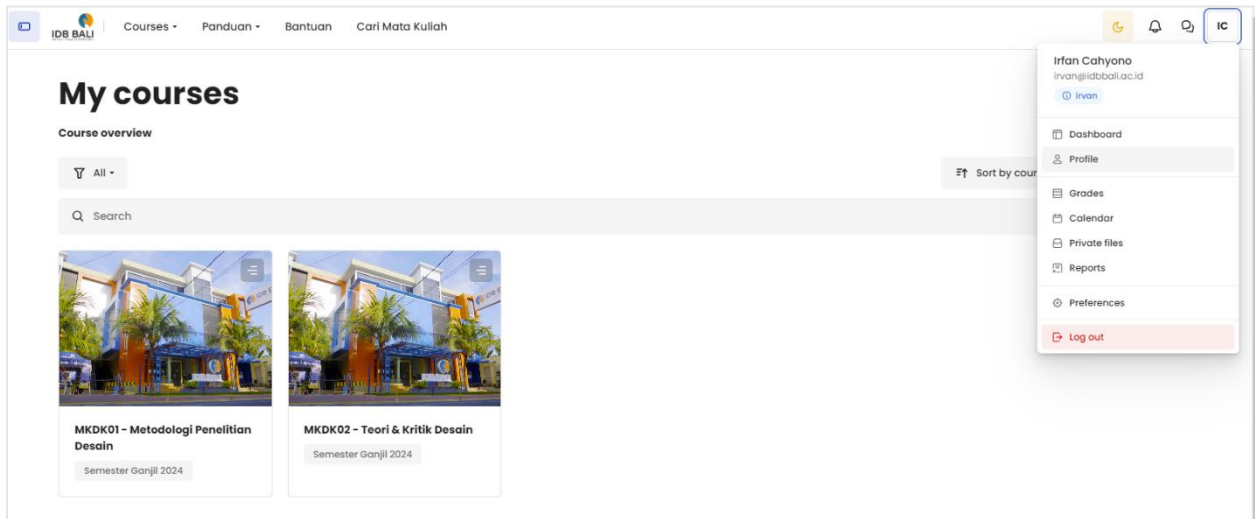 IDB BALI
Courses
Panduan
Bantuan
Cari Mata Kuliah
IC
Irfan Cahyono
irvan@idbbali.ac.id
irvan
Dashboard
Profile
Grades
Calendar
Private files
Reports
Preferences
Log out
My courses
Course overview
All
Sort by cour
Search
MKDK01 - Metodologi Penelitian
Desain
Semester Ganjil 2024
MKDK02 - Teori & Kritik Desain
Semester Ganjil 2024